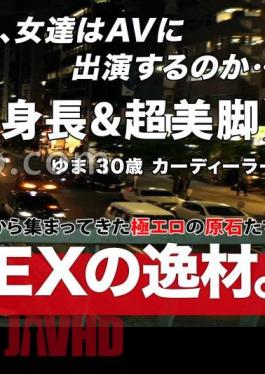 、女達はAVに
出演するのか…
身長&超美脚
ゆま 30歳 カーディーラー
から集まってきた極エロの原石た
EXの逸材。
JAVHD